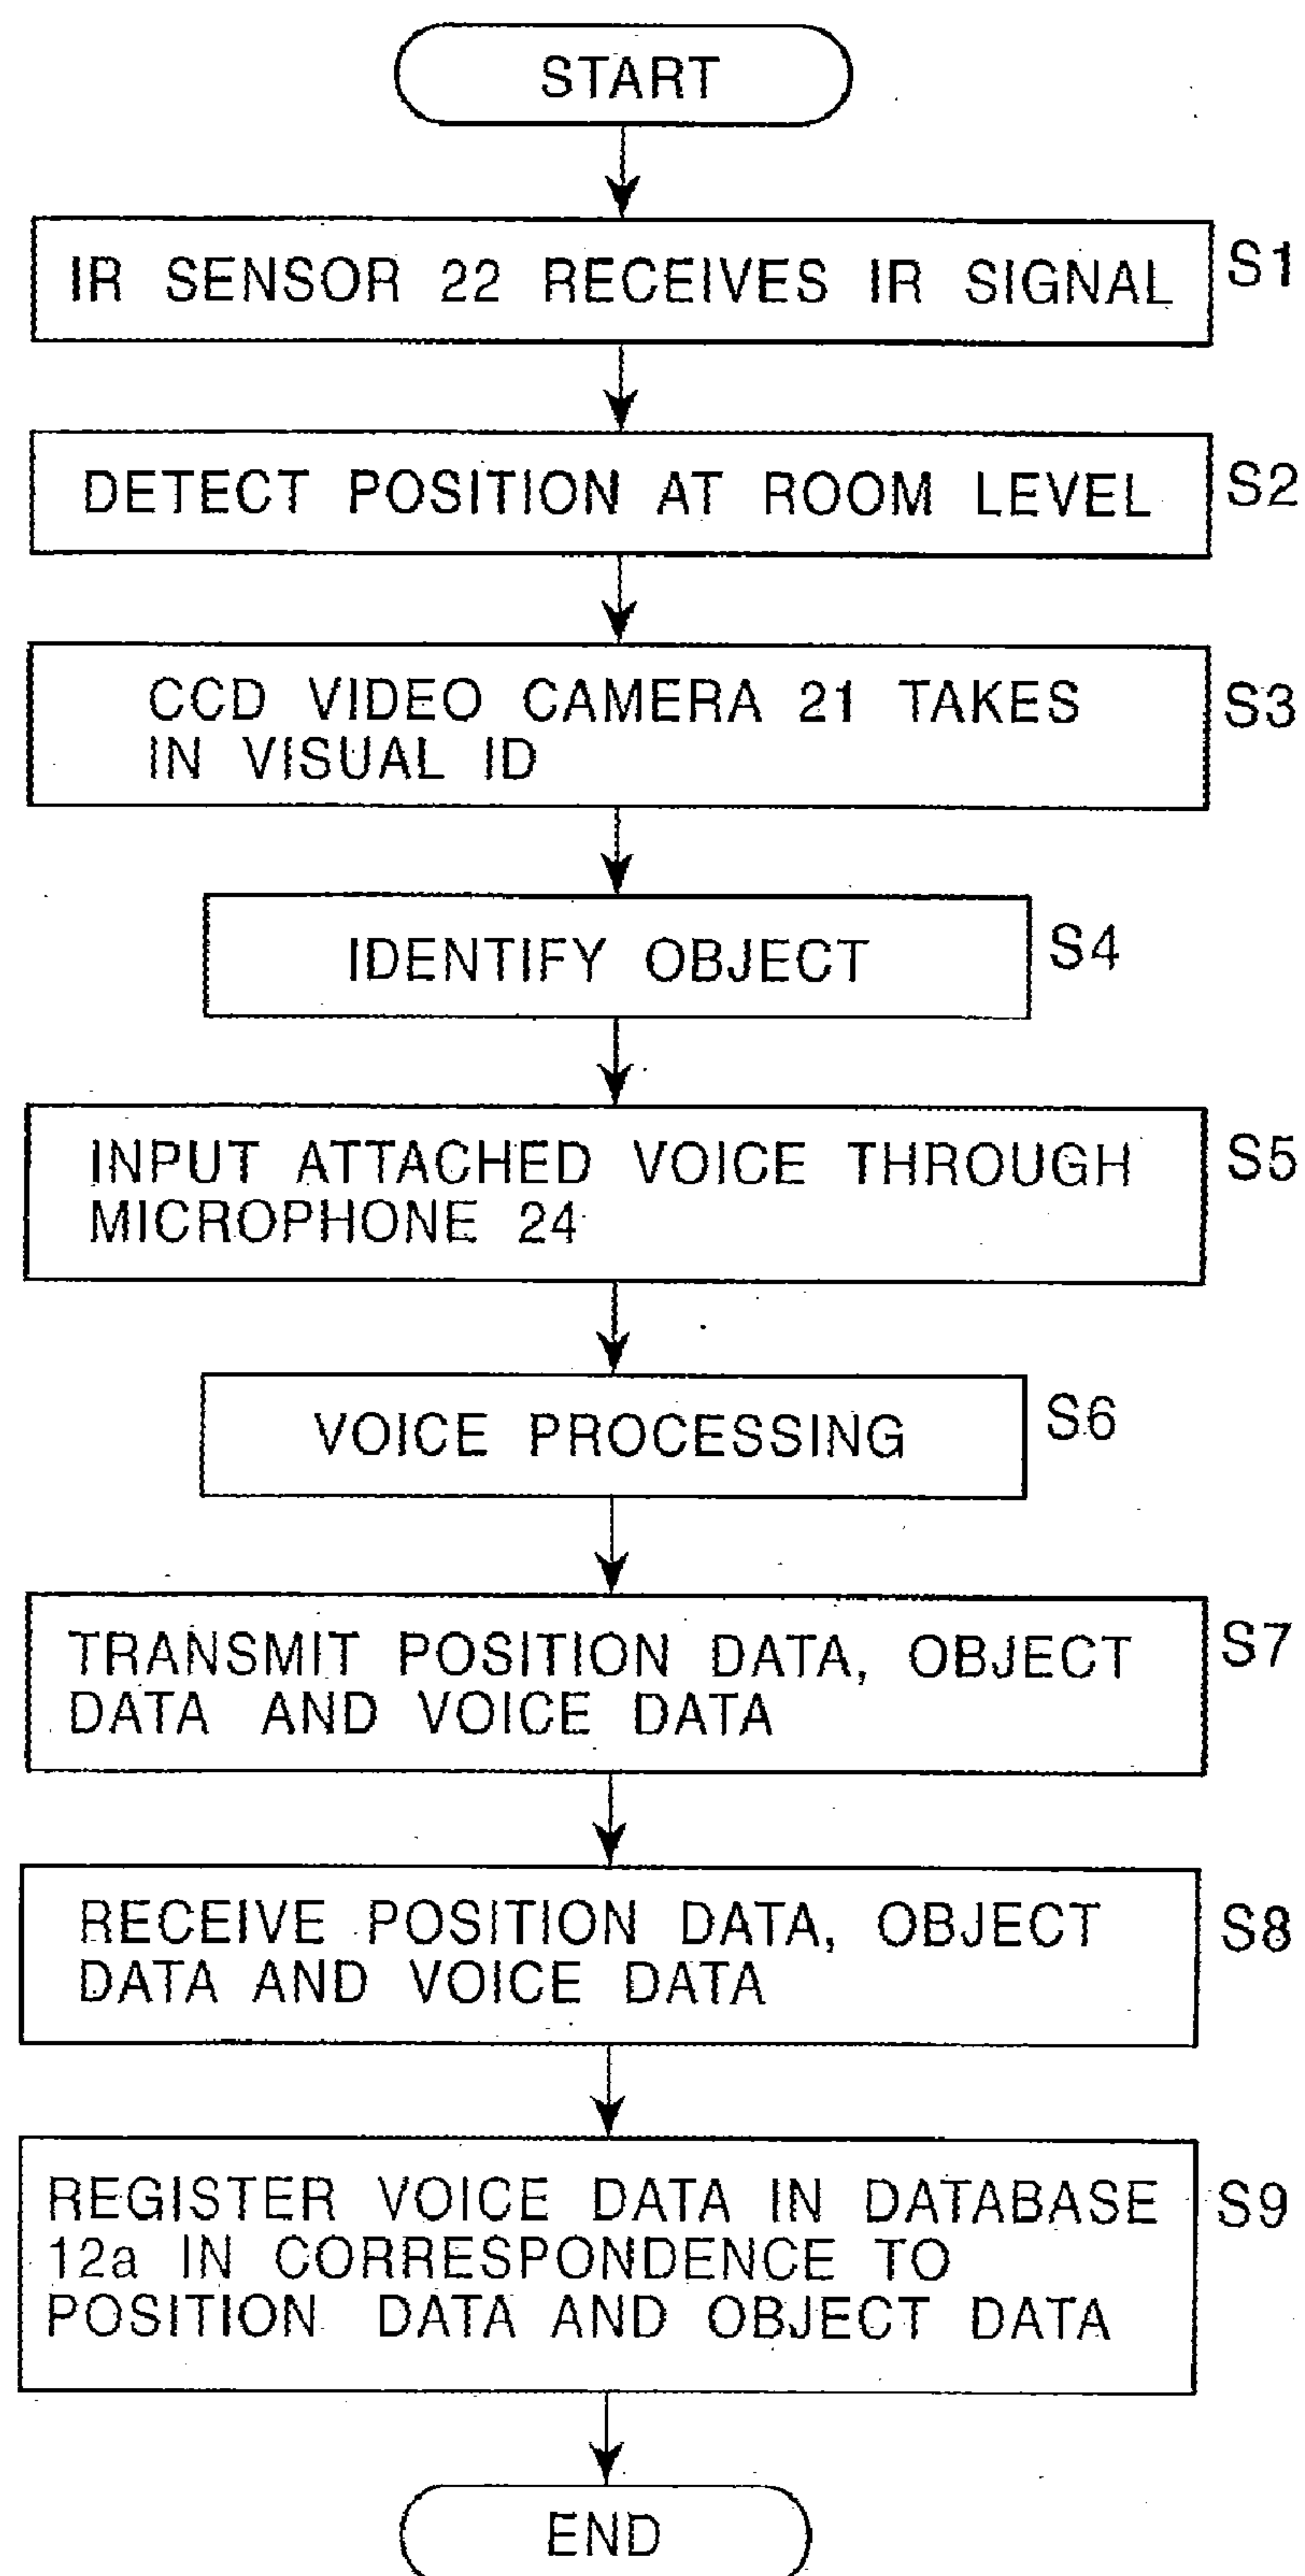 START
IR SENSOR 22 RECEIVES IR SIGNAL
S1
DETECT POSITION AT ROOM LEVEL
S2
CCD VIDEO CAMERA 21 TAKES
IN VISUAL ID
S3
IDENTIFY OBJECT
S4
INPUT ATTACHED VOICE THROUGH
MICROPHONE 24
S5
VOICE PROCESSING
S6
TRANSMIT POSITION DATA, OBJECT
DATA AND VOICE DATA
S7
RECEIVE POSITION DATA, OBJECT
DATA AND VOICE DATA
S8
REGISTER VOICE DATA IN DATABASE
12a IN CORRESPONDENCE TO
POSITION DATA AND OBJECT DATA
S9
END